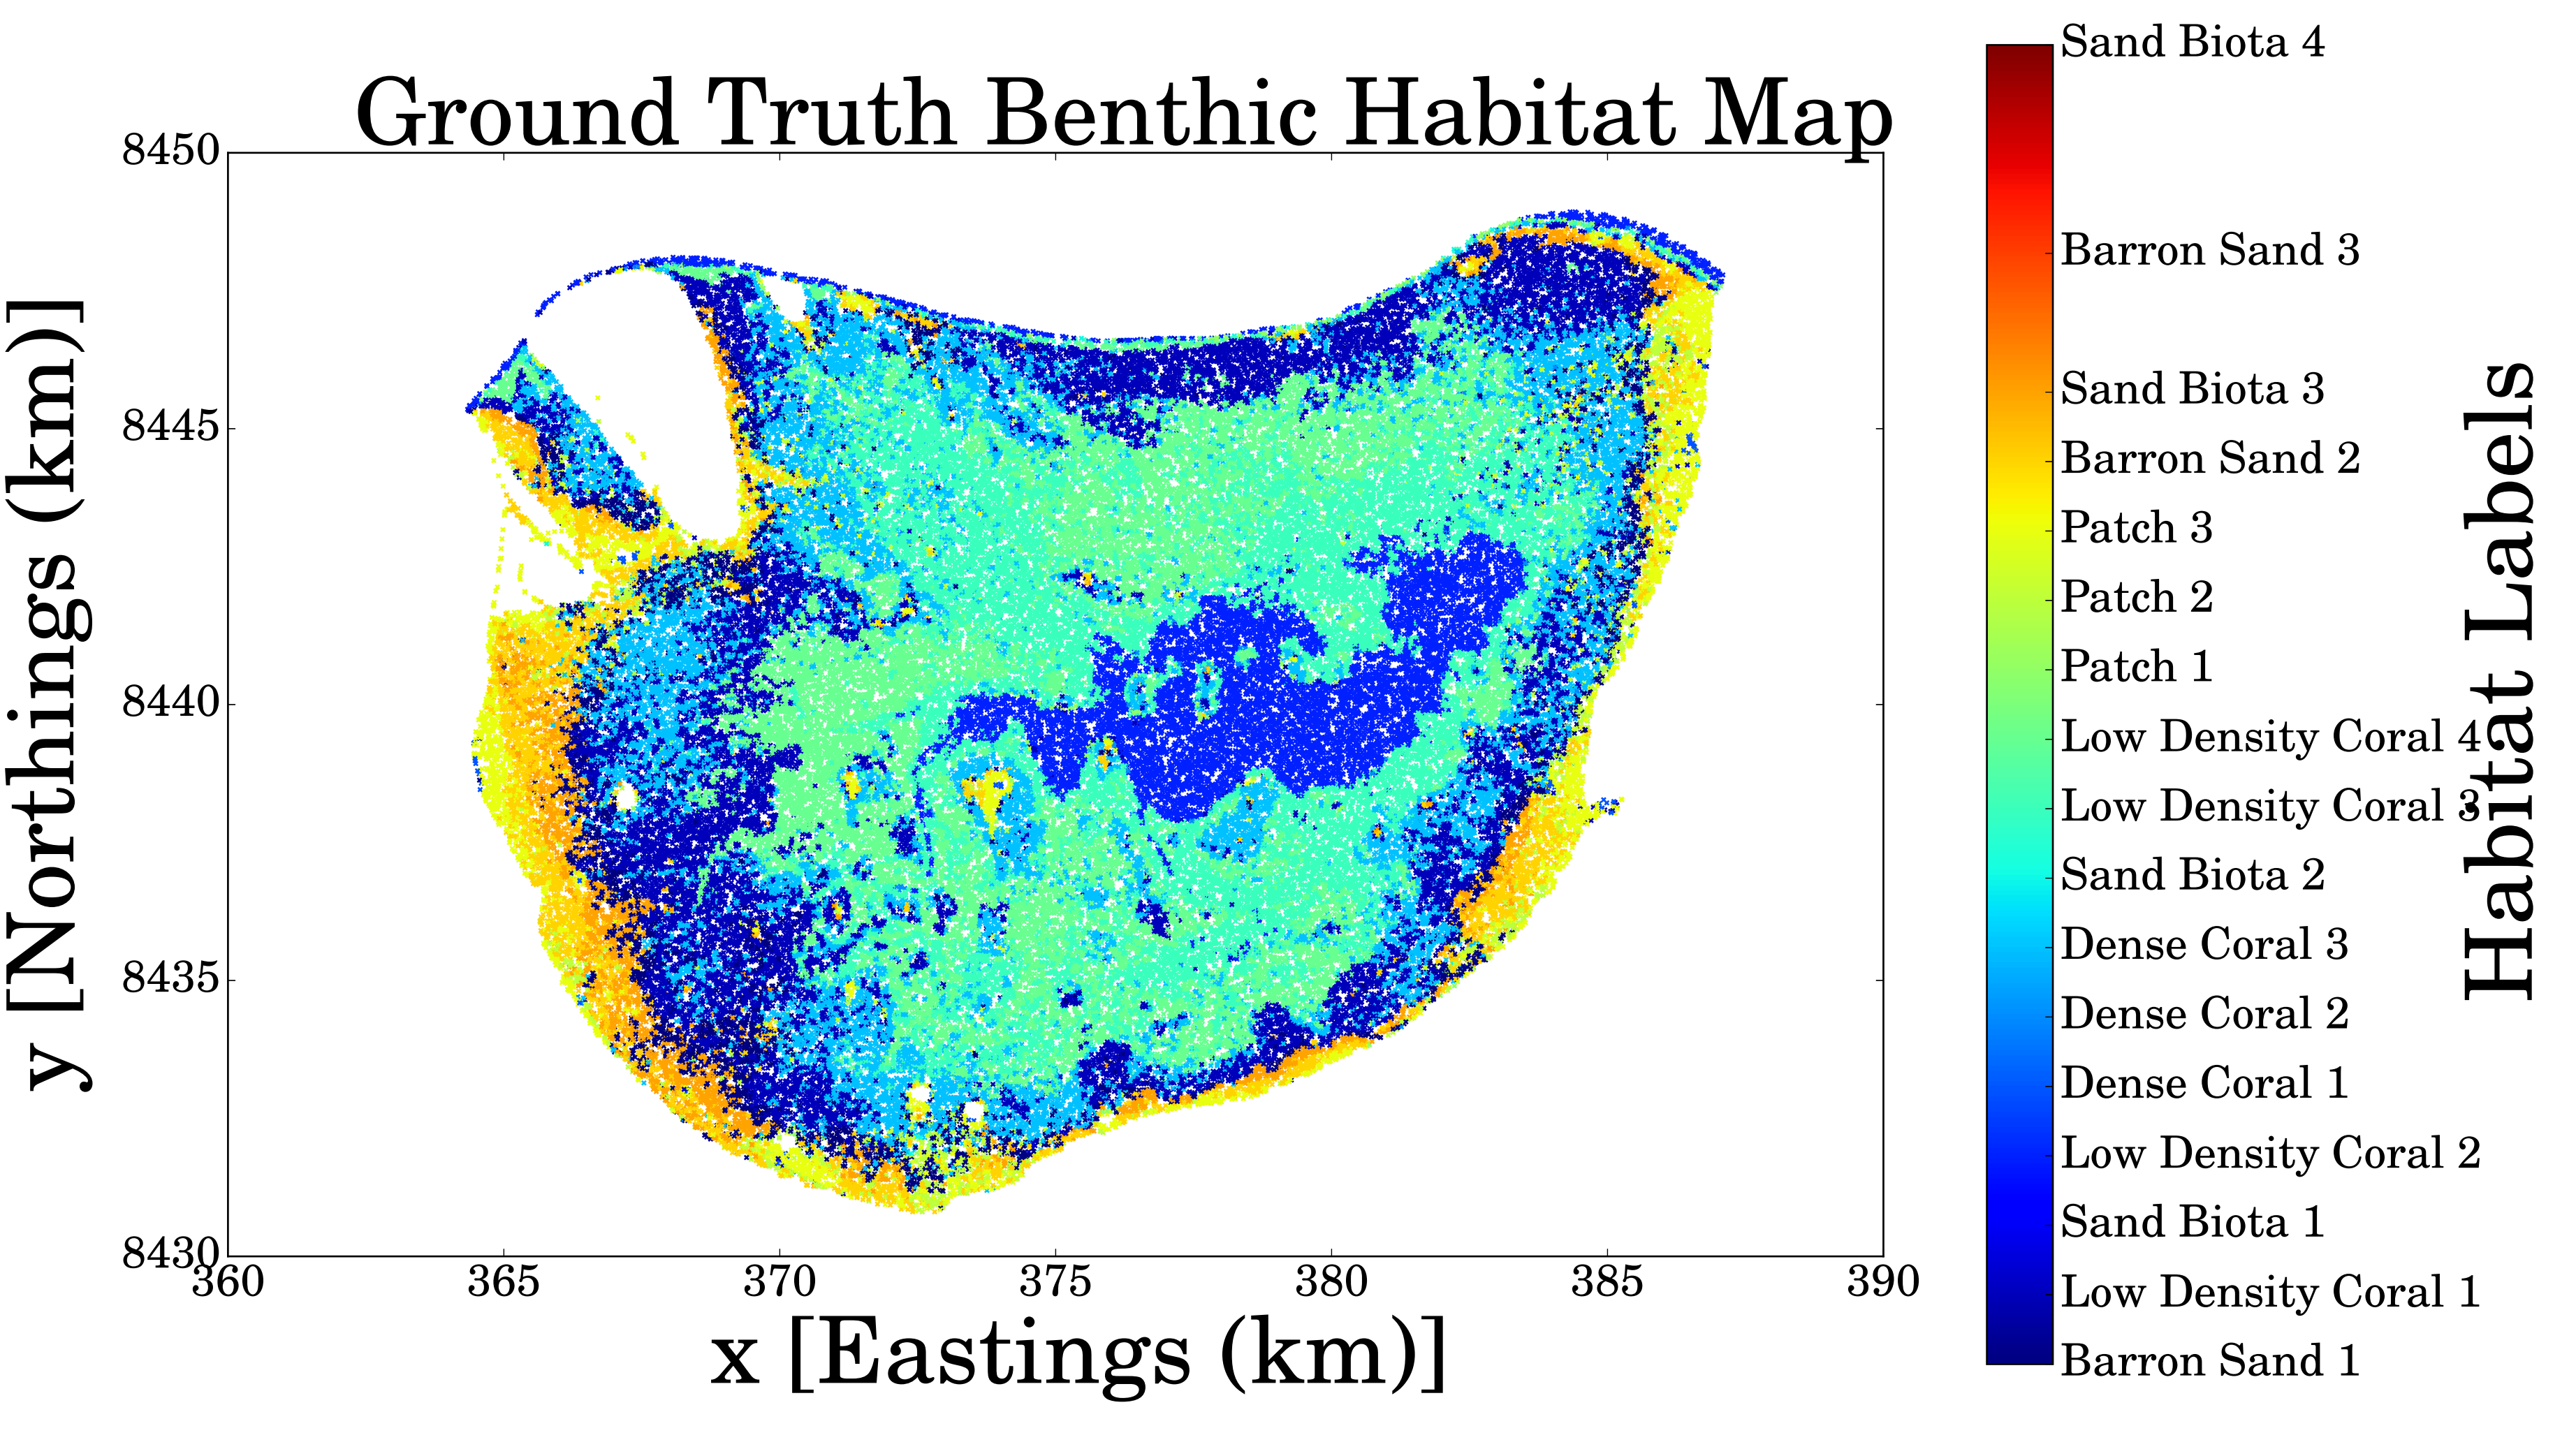 Ground Truth Benthic Habitat Map
y [Northings (km)]
8450
8445
8440
8435
8430
360
365
370
375
380
385
390
x [Eastings (km)]
Sand Biota 4
Barron Sand 3
Sand Biota 3
Barron Sand 2
Patch 3
Patch 2
Patch 1
Low Density Coral 4
Low Density Coral 3
Sand Biota 2
Dense Coral 3
Dense Coral 2
Dense Coral 1
Low Density Coral 2
Sand Biota 1
Low Density Coral 1
Barron Sand 1
Habitat Labels